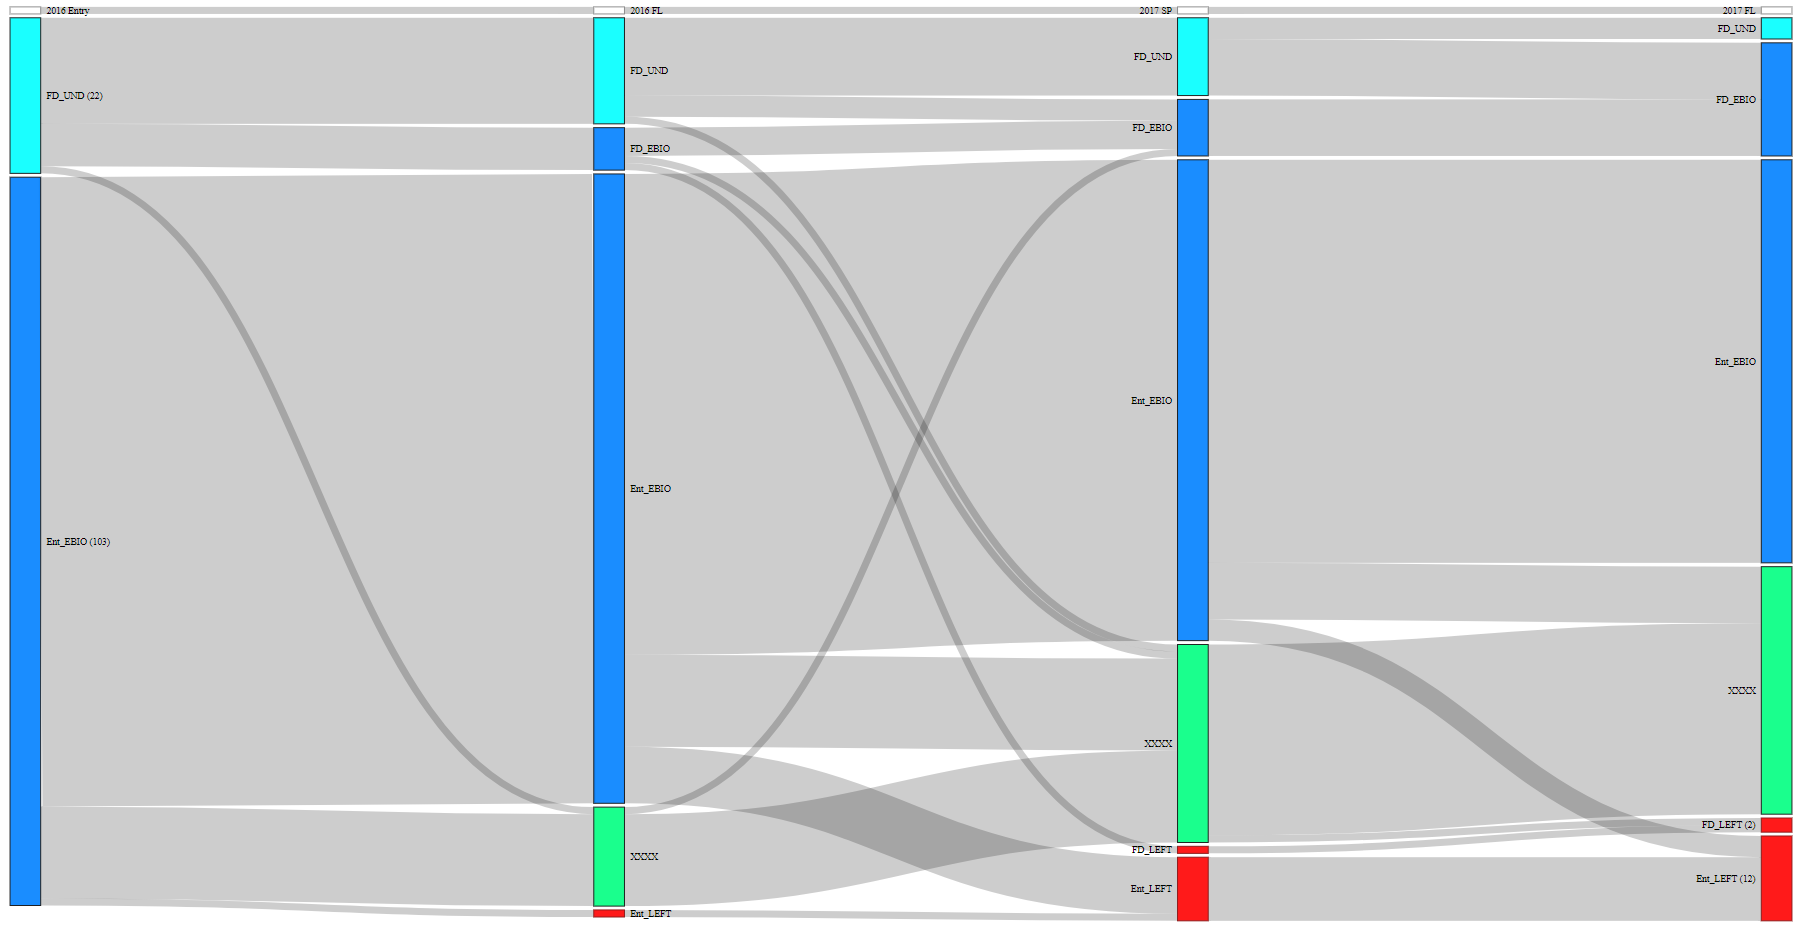 2016 Entry
2016 FL
2017 SP
2017 FL
FD_UND (22)
Ent_EBIO (103)
FD_UND
FD_EBIO
Ent_EBIO
XXXX
Ent_LEFT
FD_UND
FD_EBIO
Ent_EBIO
XXXX
FD_LEFT
Ent_LEFT
FD_UND
FD_EBIO
Ent_EBIO
XXXX
FD_LEFT (2)
Ent_LEFT (12)